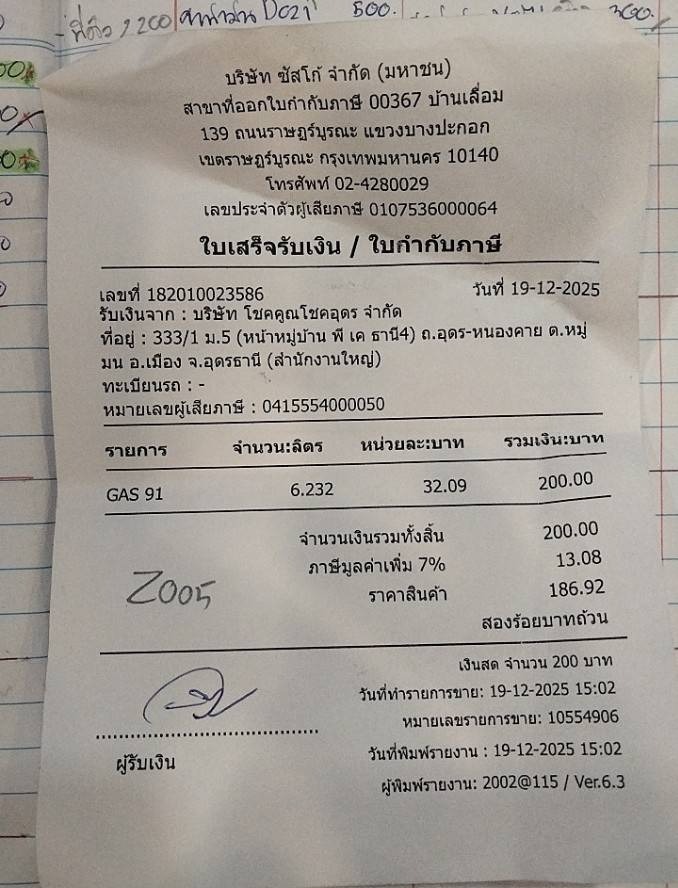 500.
300.
บริษัท ซัสโก้ จำกัด (มหาชน)
สาขาที่ออกใบกำกับภาษี 00367 บ้านเลื่อม
139 ถนนราษฎร์บูรณะ แขวงบางปะกอก
เขตราษฎร์บูรณะ กรุงเทพมหานคร 10140
โทรศัพท์ 02-4280029
เลขประจำตัวผู้เสียภาษี 0107536000064
ใบเสร็จรับเงิน / ใบกำกับภาษี
เลขที่ 182010023586 วันที่ 19-12-2025
รับเงินจาก : บริษัท โชคคูณโชคอุดร จำกัด
ที่อยู่ : 333/1 ม.5 (หน้าหมู่บ้าน พี เค ธานี4) ถ.อุดร-หนองคาย ต.หมู
มน อ.เมือง จ.อุดรธานี (สำนักงานใหญ่)
ทะเบียนรถ : -
หมายเลขผู้เสียภาษี : 0415554000050
รายการ จำนวน:ลิตร หน่วยละ:บาท รวมเงิน:บาท
GAS 91 6.232 32.09 200.00
จำนวนเงินรวมทั้งสิ้น 200.00
ภาษีมูลค่าเพิ่ม 7% 13.08
ราคาสินค้า 186.92
2005
สองร้อยบาทถ้วน
เงินสด จำนวน 200 บาท
วันที่ทำรายการขาย: 19-12-2025 15:02
หมายเลขรายการขาย: 10554906
วันที่พิมพ์รายงาน : 19-12-2025 15:02
ผู้รับเงิน
ผู้พิมพ์รายงาน: 2002@115 / Ver.6.3